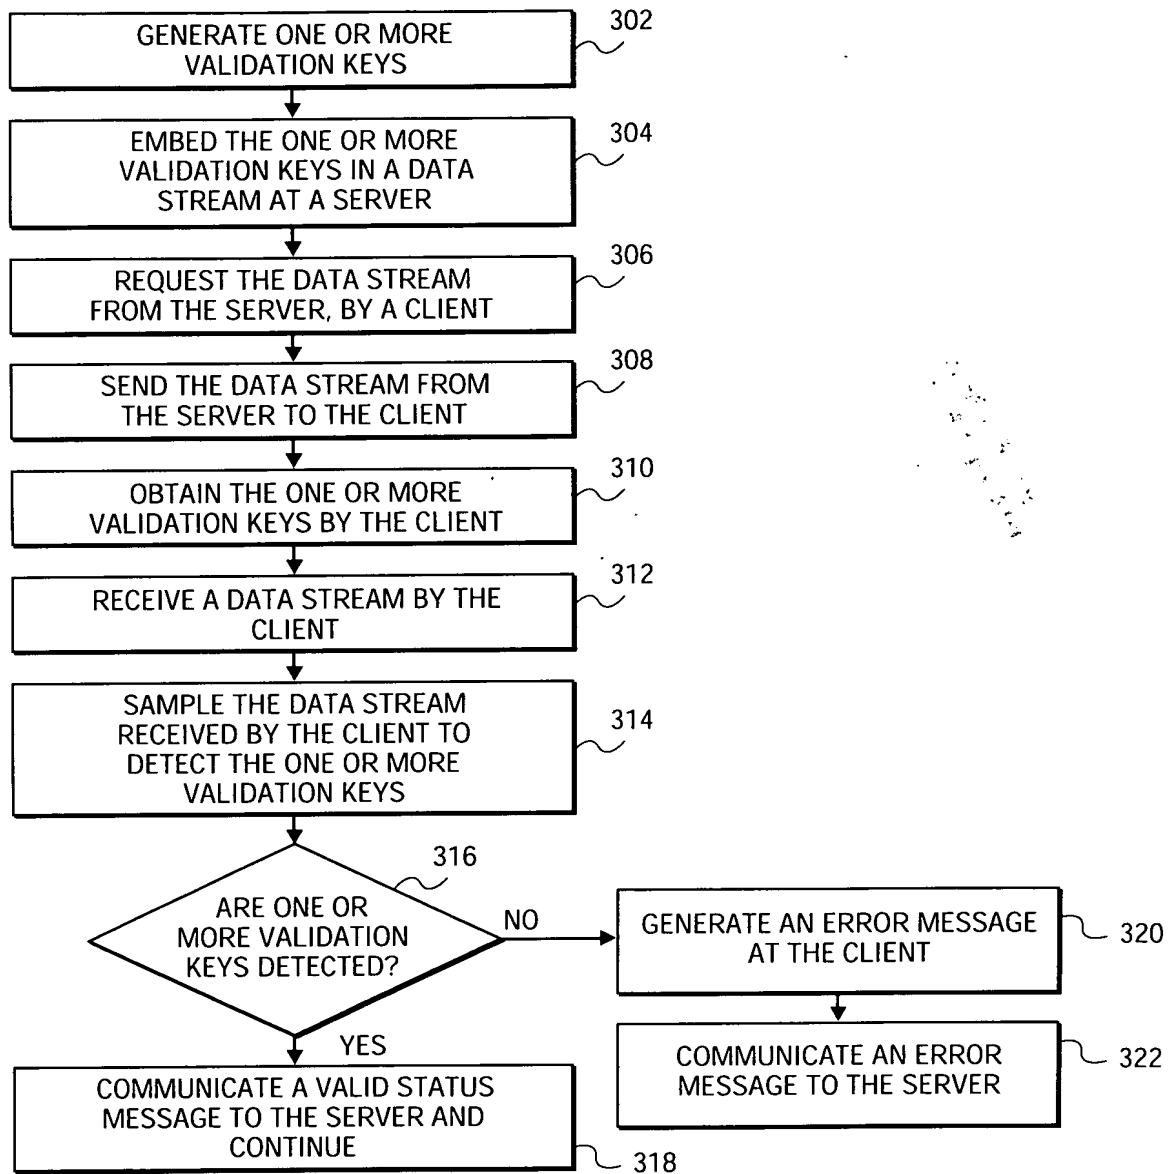 GENERATE ONE OR MORE
VALIDATION KEYS
302
EMBED THE ONE OR MORE
VALIDATION KEYS IN A DATA
STREAM AT A SERVER
304
REQUEST THE DATA STREAM
FROM THE SERVER, BY A CLIENT
306
SEND THE DATA STREAM FROM
THE SERVER TO THE CLIENT
308
OBTAIN THE ONE OR MORE
VALIDATION KEYS BY THE CLIENT
310
RECEIVE A DATA STREAM BY THE
CLIENT
312
SAMPLE THE DATA STREAM
RECEIVED BY THE CLIENT TO
DETECT THE ONE OR MORE
VALIDATION KEYS
314
ARE ONE OR
MORE VALIDATION
KEYS DETECTED?
316
NO
GENERATE AN ERROR MESSAGE
AT THE CLIENT
320
COMMUNICATE AN ERROR
MESSAGE TO THE SERVER
322
YES
COMMUNICATE A VALID STATUS
MESSAGE TO THE SERVER AND
CONTINUE
318